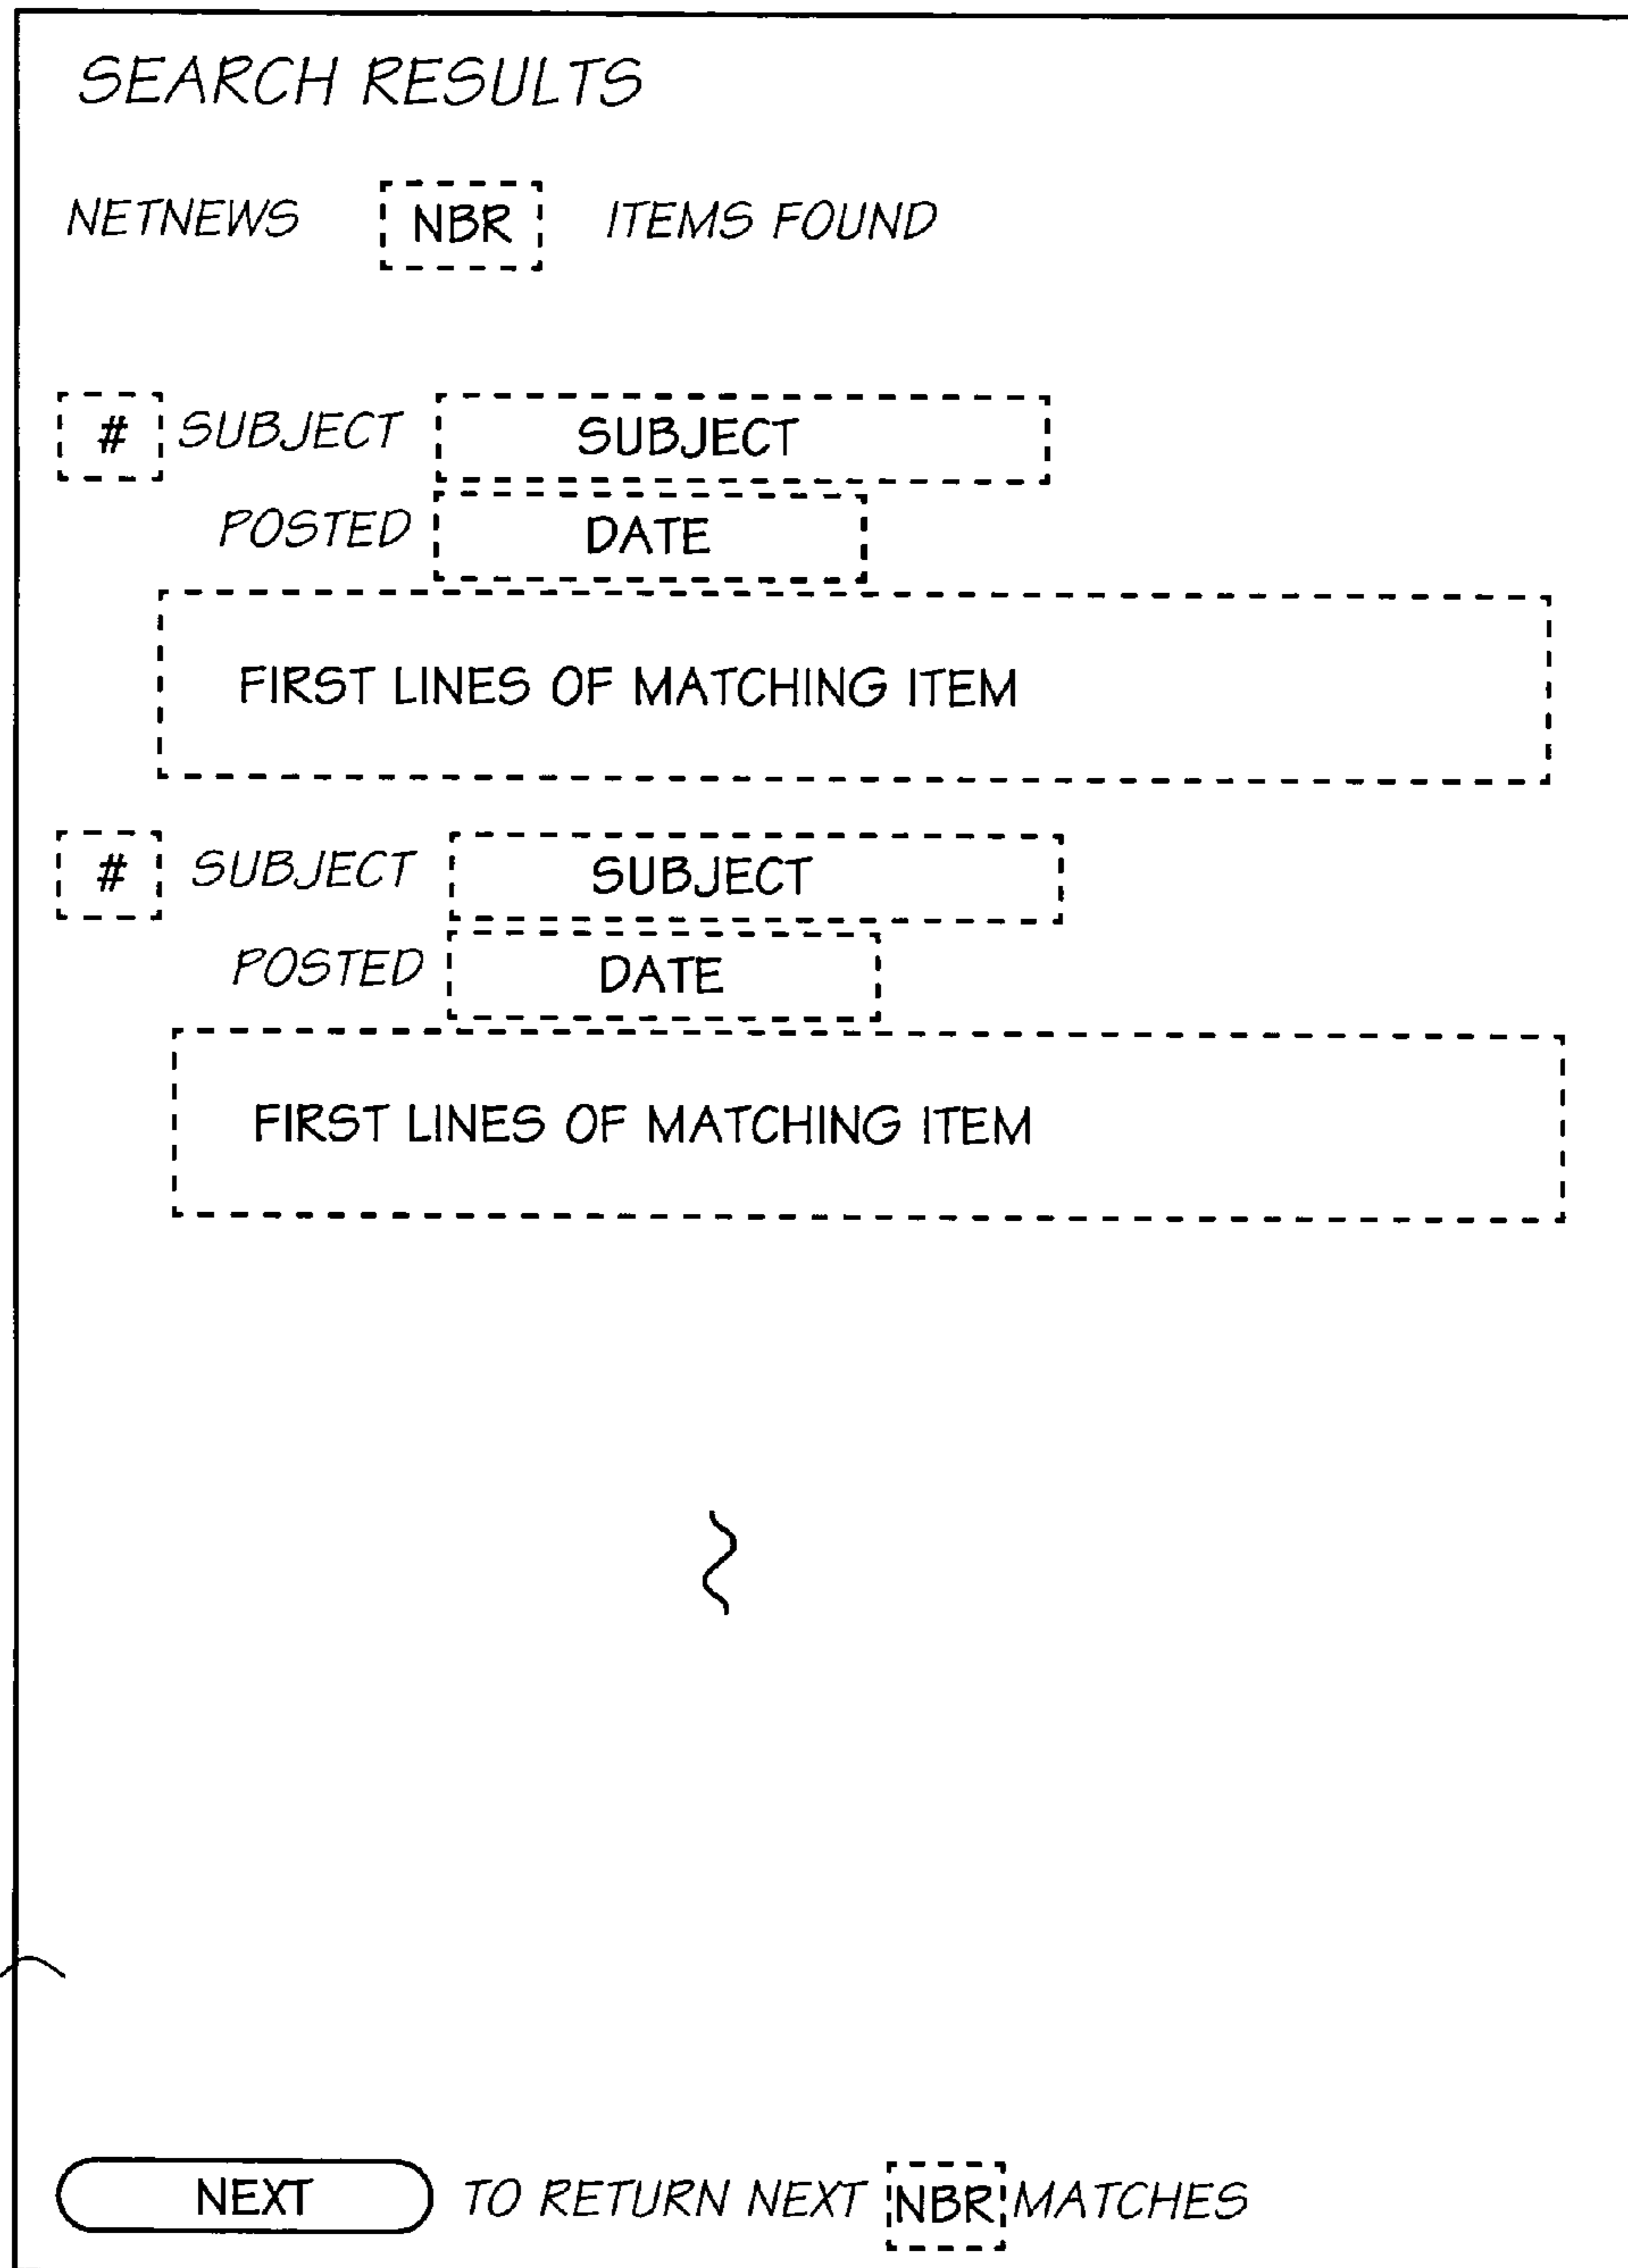 SEARCH RESULTS
NETNEWS NBR ITEMS FOUND
# SUBJECT SUBJECT
POSTED DATE
FIRST LINES OF MATCHING ITEM
# SUBJECT SUBJECT
POSTED DATE
FIRST LINES OF MATCHING ITEM
NEXT TO RETURN NEXT NBR MATCHES